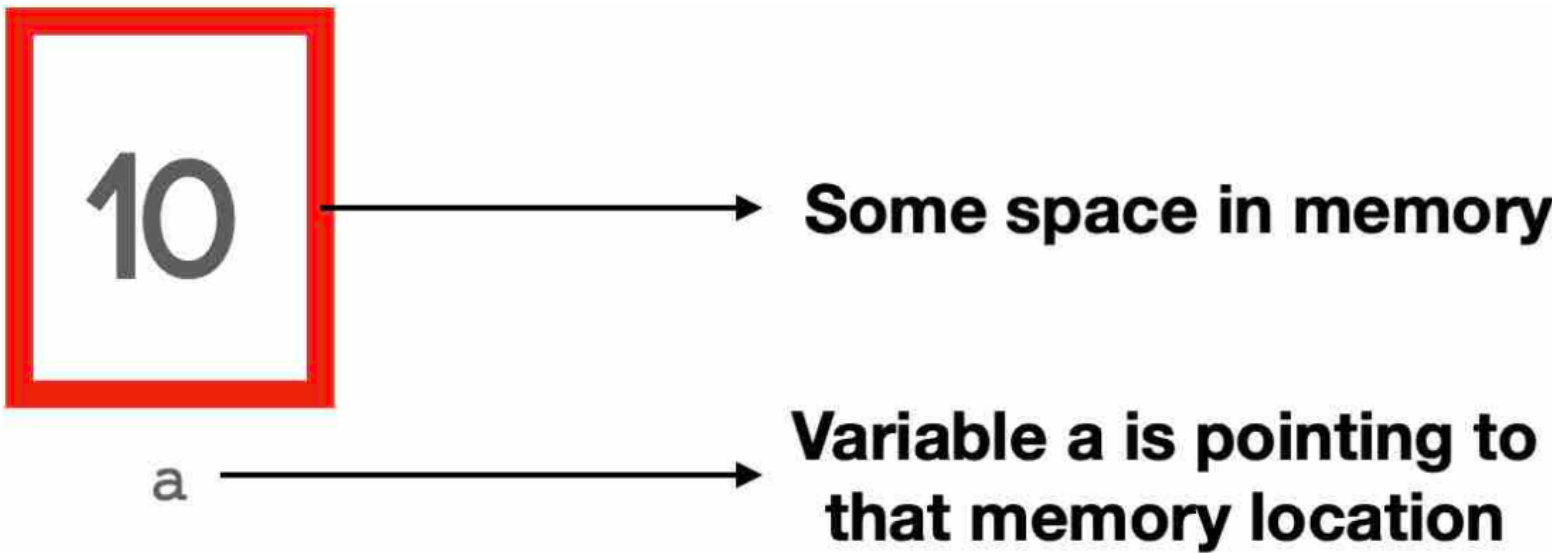 10
Some space in memory
a
Variable a is pointing to
that memory location